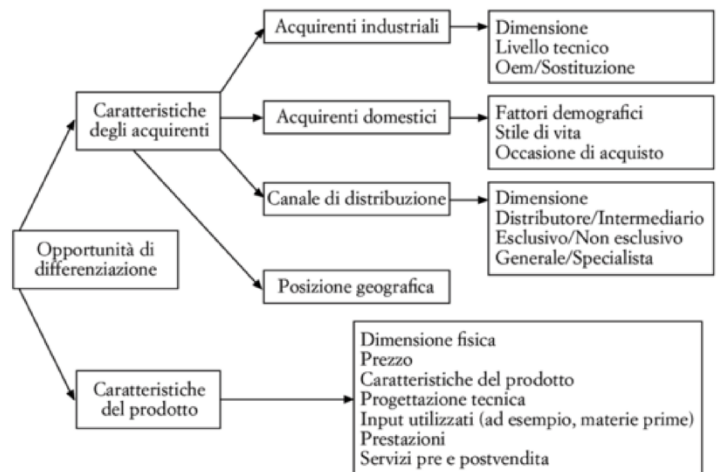 Acquirenti industriali
Dimensione
Livello tecnico
Oem/Sostituzione
Caratteristiche
degli acquirenti
Acquirenti domestici
Fattori demografici
Stile di vita
Occasione di acquisto
Canale di distribuzione
Dimensione
Distributore/Intermediario
Esclusivo/Non esclusivo
Generale/Specialista
Opportunità di
differenziazione
Posizione geografica
Caratteristiche
del prodotto
Dimensione fisica
Prezzo
Caratteristiche del prodotto
Progettazione tecnica
Input utilizzati (ad esempio, materie prime)
Prestazioni
Servizi pre e postvendita